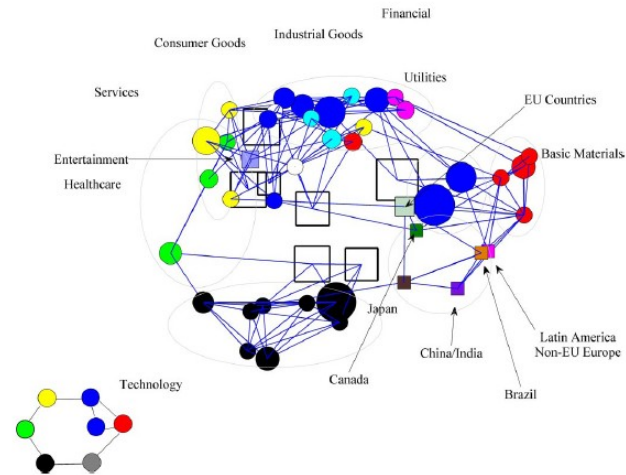 Financial
Industrial Goods
Consumer Goods
Utilities
Services
EU Countries
Basic Materials
Entertainment
Healthcare
Japan
Latin America
Non-EU Europe
China/India
Canada
Brazil
Technology